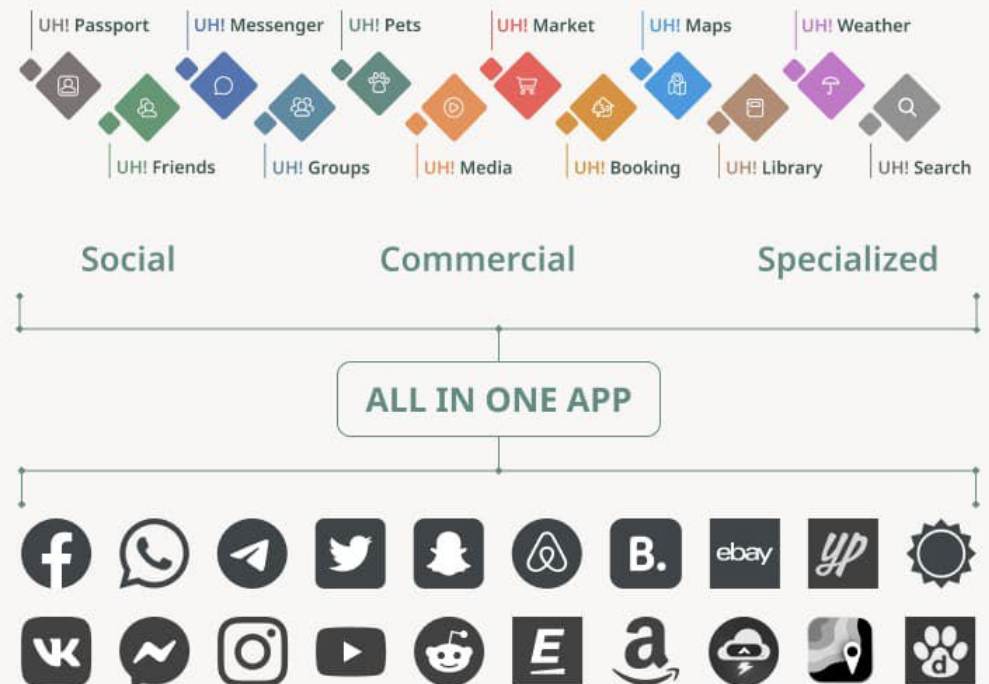 UH! Passport
UH! Messenger
UH! Pets
UH! Market
UH! Maps
UH! Weather
UH! Friends
UH! Groups
UH! Media
UH! Booking
UH! Library
UH! Search
Social
Commercial
Specialized
ALL IN ONE APP
f
B.
ebay
yp
VK
E
a
d